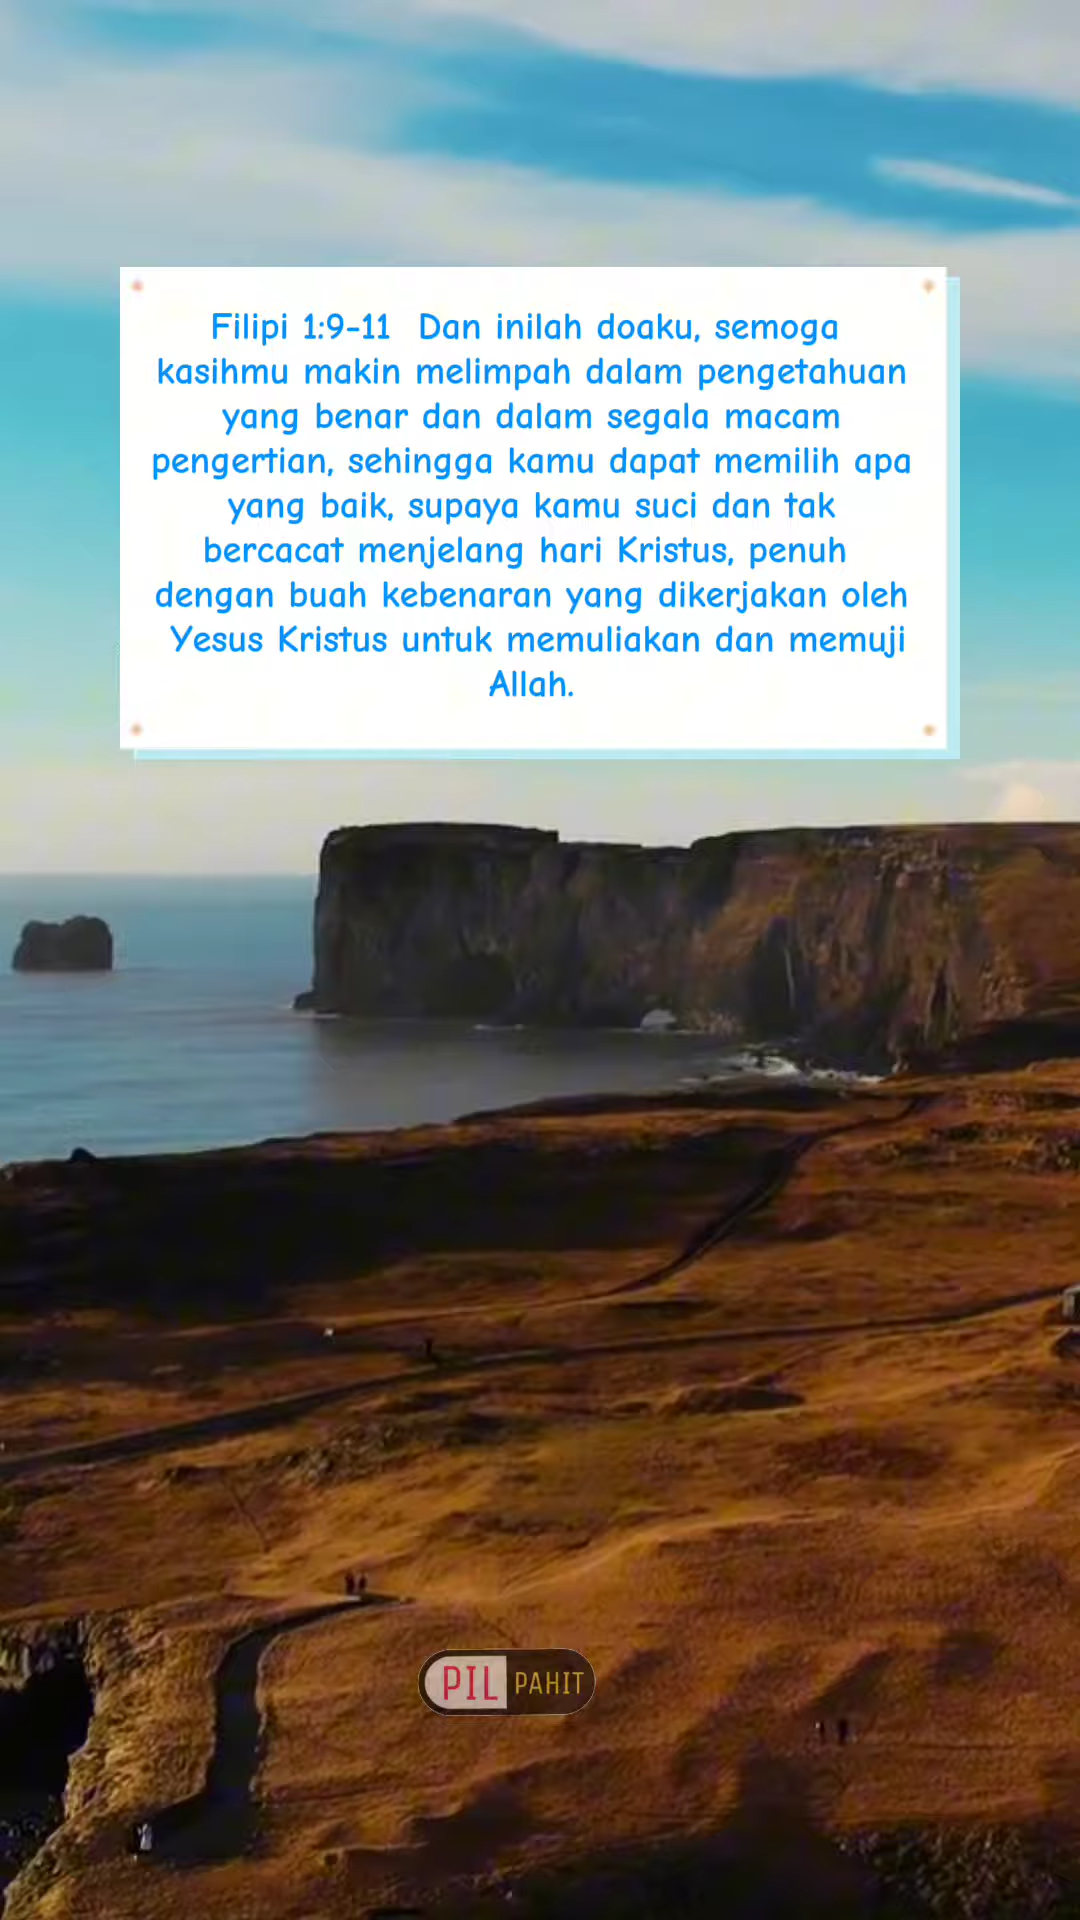 Filipi 1:9-11  Dan inilah doaku, semoga
kasihmu makin melimpah dalam pengetahuan
yang benar dan dalam segala macam
pengertian, sehingga kamu dapat memilih apa
yang baik, supaya kamu suci dan tak
bercacat menjelang hari Kristus, penuh
dengan buah kebenaran yang dikerjakan oleh
Yesus Kristus untuk memuliakan dan memuji
Allah.
PIL PAHIT